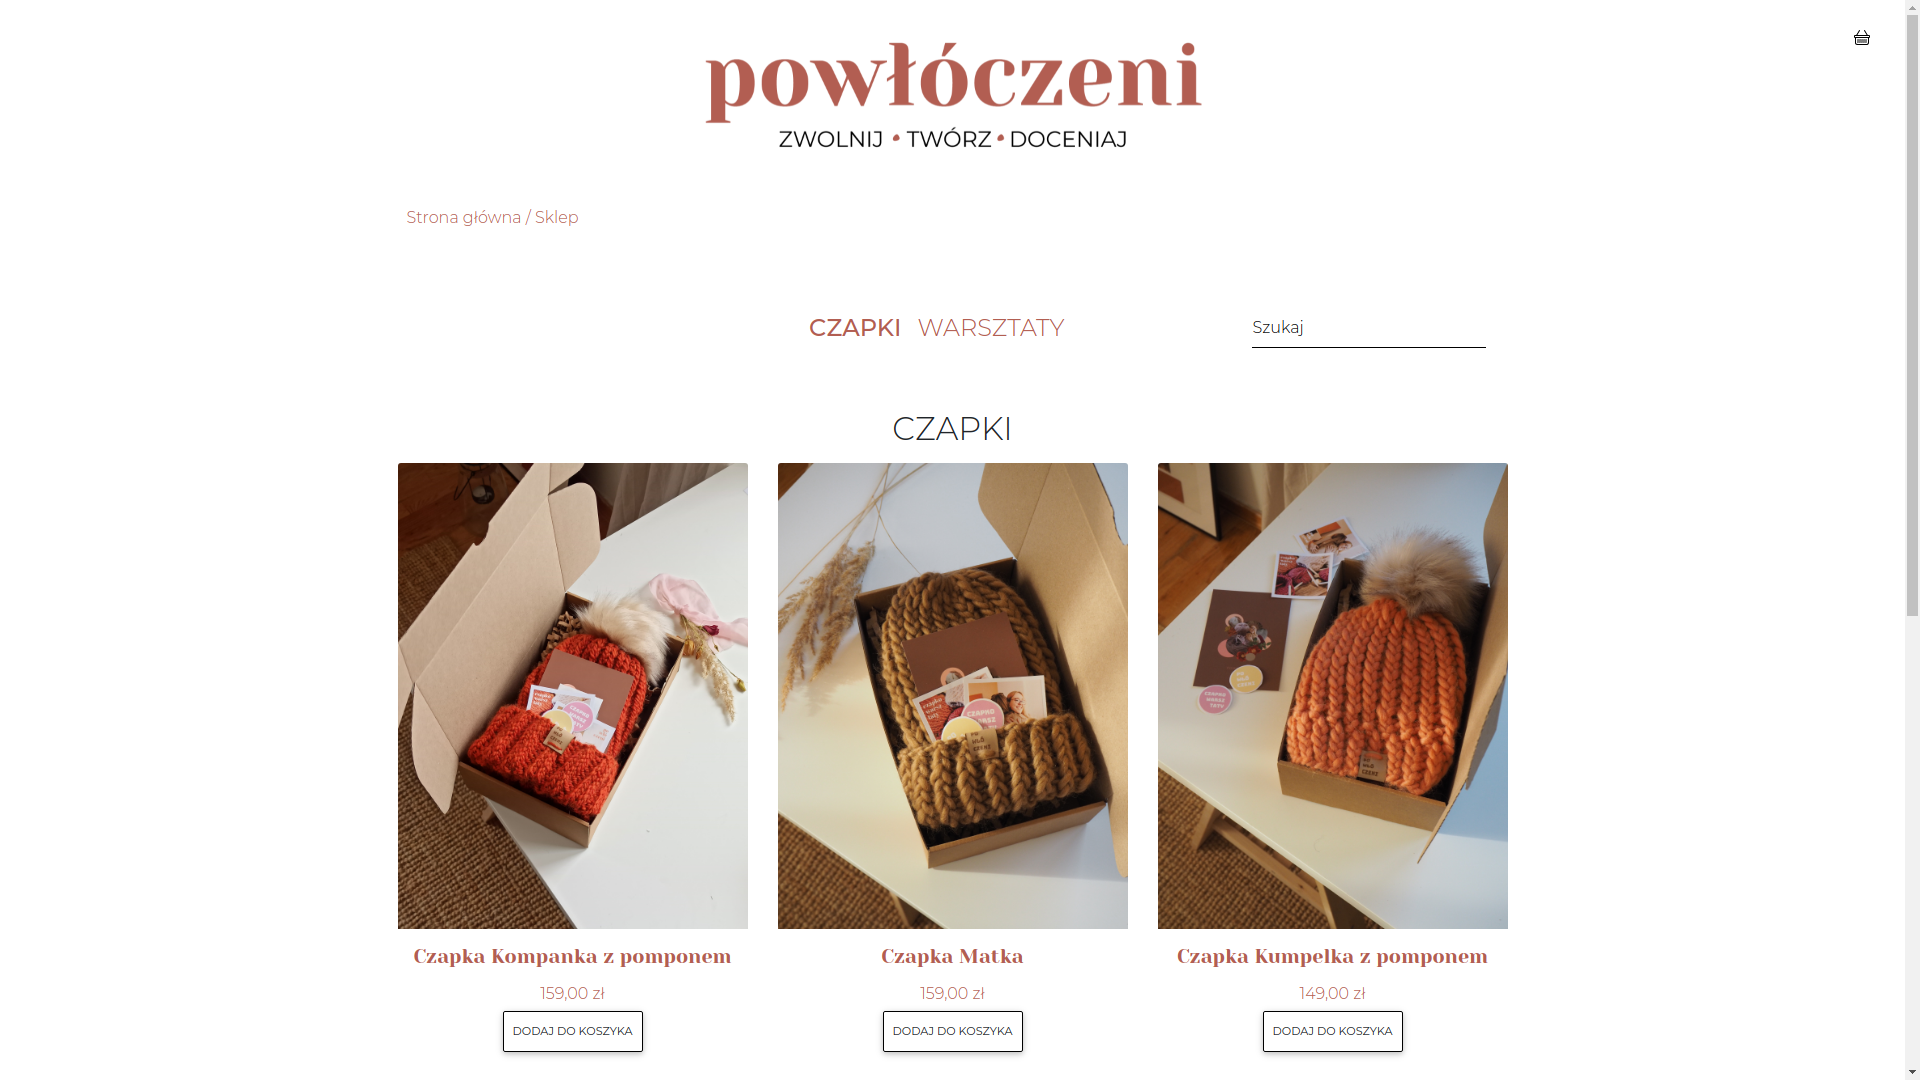 powłóczeni
ZWOLNIJ • TWÓRZ • DOCENIAJ
Strona główna / Sklep
CZAPKI WARSZTATY
Szukaj
CZAPKI
Czapka Kompanka z pomponem
159,00 zł
DODAJ DO KOSZYKA
Czapka Matka
159,00 zł
DODAJ DO KOSZYKA
Czapka Kumpelka z pomponem
149,00 zł
DODAJ DO KOSZYKA